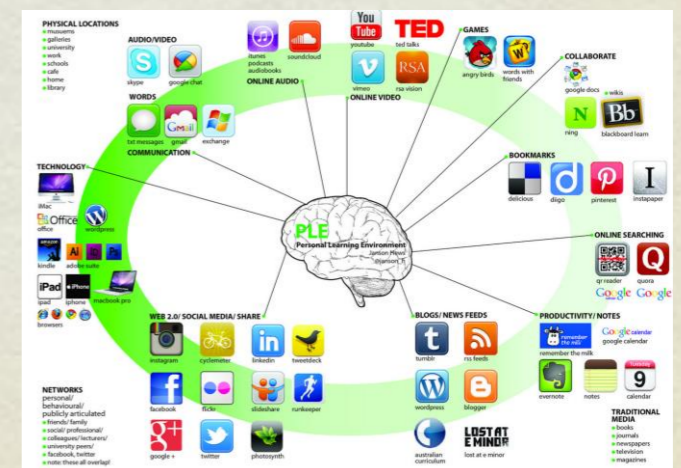 PHYSICAL LOCATIONS
musuems
galleries
university
work
schools
cafe
home
library
AUDIO/VIDEO
skype
google chat
WORDS
txt messages
gmail
exchange
COMMUNICATION
itunes
podcasts
audiobooks
soundcloud
ONLINE AUDIO
You
Tube
youtube
TED
ted talks
vimeo
RSA
rsa vision
ONLINE VIDEO
GAMES
angry birds
words with
friends
COLLABORATE
google docs
wikis
N
ning
Bb
blackboard learn
BOOKMARKS
delicious
diigo
pinterest
I
instapaper
ONLINE SEARCHING
qr reader
Q
quora
Google
Google
TECHNOLOGY
iMac
Office
office
wordpress
kindle
Ai
Ps
adobe suite
iPad
ipad
iPhone
iphone
macbook pro
browsers
PLE
Personal Learning Environment
WEB 2.0/ SOCIAL MEDIA/ SHARE
instagram
cyclemeter
in
linkedin
tweetdeck
f
facebook
flickr
slideshare
runkeeper
g+
google +
twitter
photosynth
BLOGS/ NEWS FEEDS
t
tumblr
rss feeds
wordpress
blogger
australian
curriculum
LOST AT
E MINOR
lost at e minor
PRODUCTIVITY/ NOTES
remember
the milk
remember the milk
Google calendar
google calendar
evernote
notes
9
calendar
NETWORKS
personal/
behavioural/
publicly articulated
friends/ family
social/ professional/
colleagues/ lecturers/
university peers/
facebook, twitter
note: these all overlap!
TRADITIONAL
MEDIA
books
journals
newspapers
television
magazines